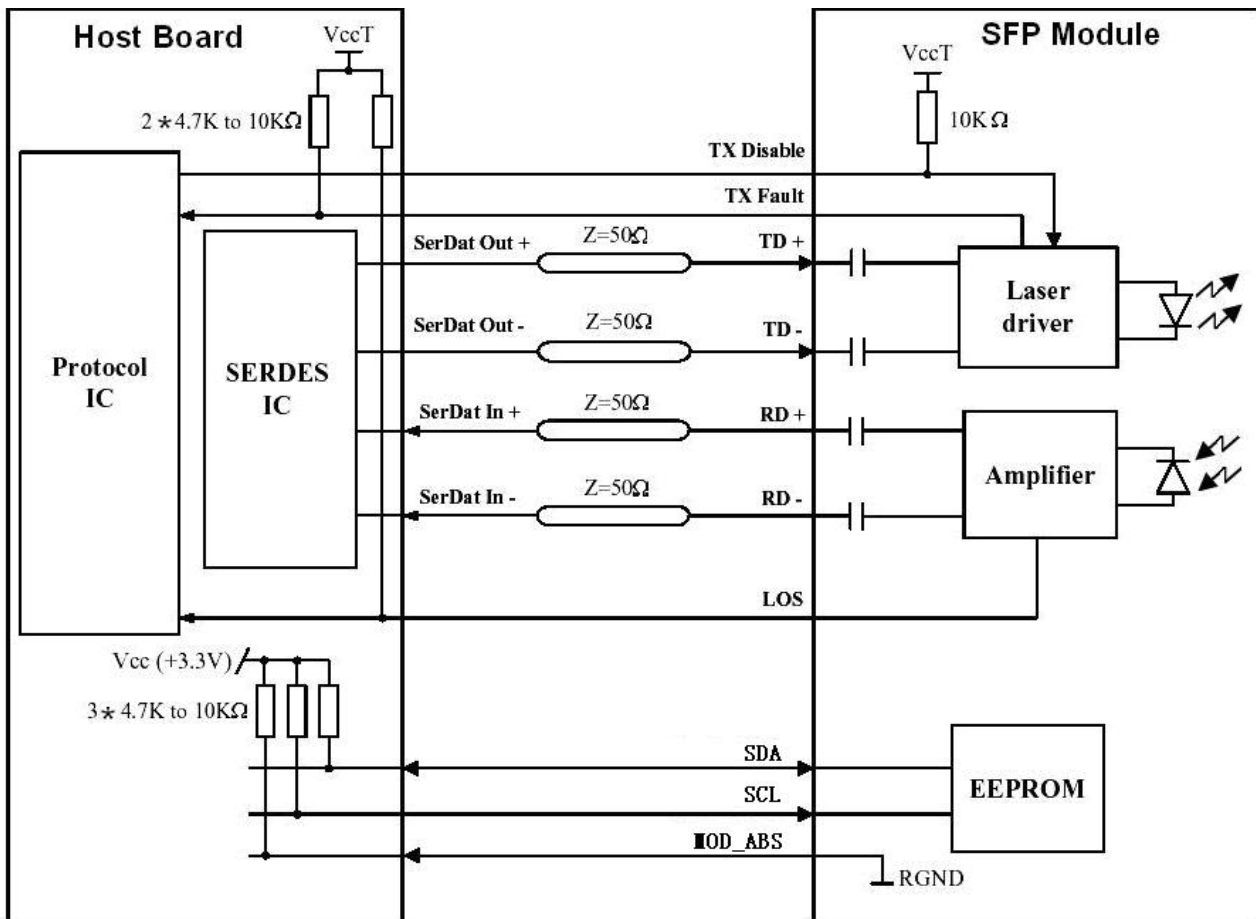 Host Board
SFP Module
VccT
VccT
2*4.7K to 10KΩ
10KΩ
TX Disable
TX Fault
SerDat Out +
Z=50Ω
TD +
Laser
driver
SerDat Out -
Z=50Ω
TD -
Protocol
IC
SERDES
IC
SerDat In +
Z=50Ω
RD +
Amplifier
SerDat In -
Z=50Ω
RD -
LOS
Vcc (+3.3V)
3*4.7K to 10KΩ
SDA
SCL
EEPROM
MOD_ABS
RGND